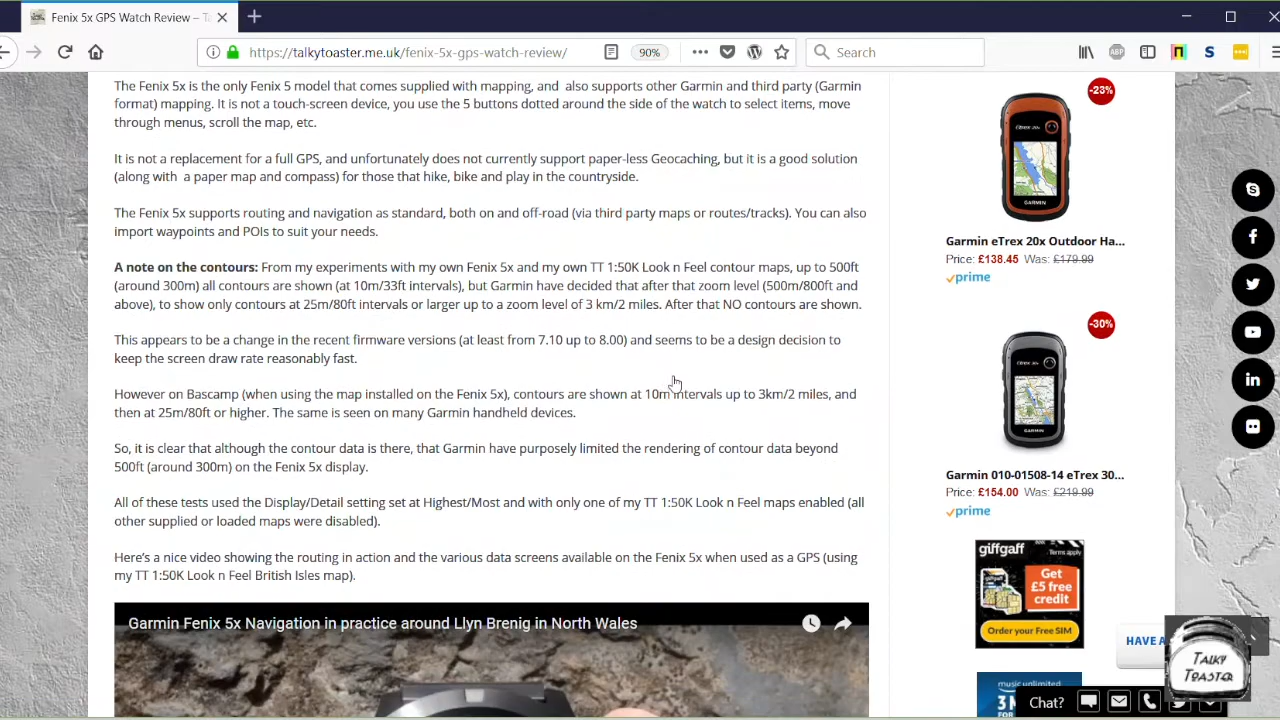 Fenix 5x GPS Watch Review – T
https://talkytoaster.me.uk/fenix-5x-gps-watch-review/
90%
Search
ABP
S
The Fenix 5x is the only Fenix 5 model that comes supplied with mapping, and also supports other Garmin and third party (Garmin
format) mapping. It is not a touch-screen device, you use the 5 buttons dotted around the side of the watch to select items, move
through menus, scroll the map, etc.
It is not a replacement for a full GPS, and unfortunately does not currently support paper-less Geocaching, but it is a good solution
(along with a paper map and compass) for those that hike, bike and play in the countryside.
The Fenix 5x supports routing and navigation as standard, both on and off-road (via third party maps or routes/tracks). You can also
import waypoints and POIs to suit your needs.
A note on the contours: From my experiments with my own Fenix 5x and my own TT 1:50K Look n Feel contour maps, up to 500ft
(around 300m) all contours are shown (at 10m/33ft intervals), but Garmin have decided that after that zoom level (500m/800ft and
above), to show only contours at 25m/80ft intervals or larger up to a zoom level of 3 km/2 miles. After that NO contours are shown.
This appears to be a change in the recent firmware versions (at least from 7.10 up to 8.00) and seems to be a design decision to
keep the screen draw rate reasonably fast.
However on Bascamp (when using the map installed on the Fenix 5x), contours are shown at 10m intervals up to 3km/2 miles, and
then at 25m/80ft or higher. The same is seen on many Garmin handheld devices.
So, it is clear that although the contour data is there, that Garmin have purposely limited the rendering of contour data beyond
500ft (around 300m) on the Fenix 5x display.
All of these tests used the Display/Detail setting set at Highest/Most and with only one of my TT 1:50K Look n Feel maps enabled (all
other supplied or loaded maps were disabled).
Here's a nice video showing the being map in action and the various data screens available on the Fenix 5x when used as a GPS (using
my TT 1:50K Look n Feel British Isles map).
Garmin Fenix 5x Navigation practice around Llyn Brenig in North Wales
-23%
eTrex 20x
GARMIN
Garmin eTrex 20x Outdoor Ha...
Price: £138.45 Was: £179.99
prime
-30%
GARMIN
Garmin 010-01508-14 eTrex 30...
Price: £154.00 Was: £219.99
prime
giffgaff
Terms apply
Get
£5 free
credit
Order your Free SIM
music unlimited
3 M
FOR
HAVE A
TALKY
TOASTER
Chat?